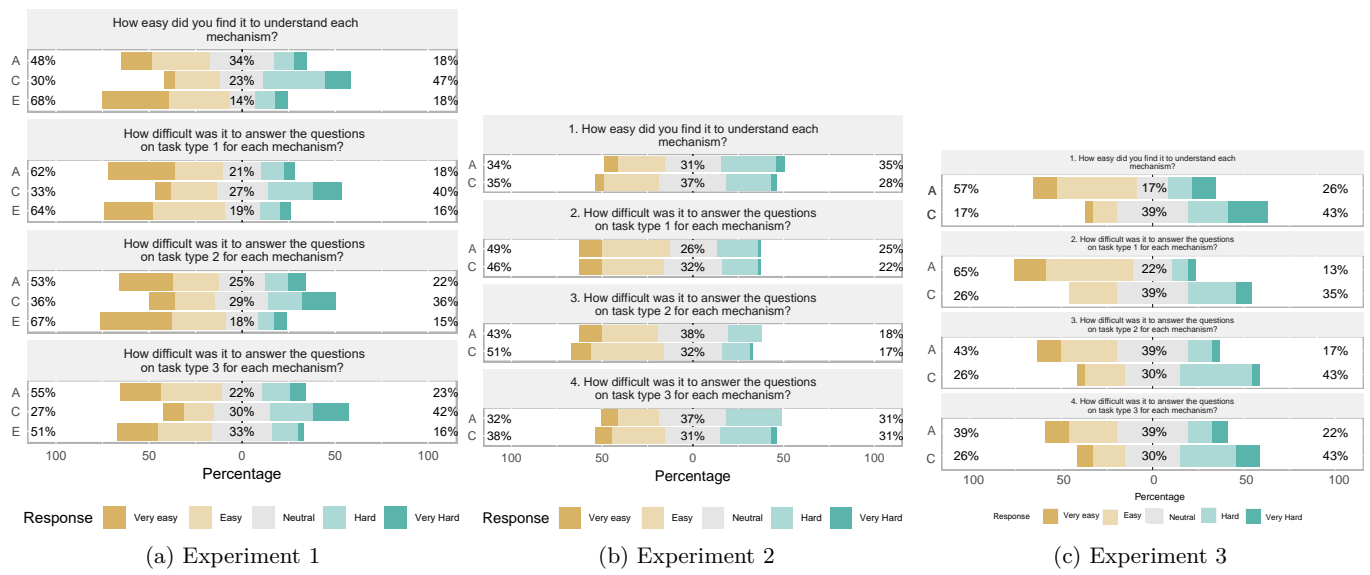 How easy did you find it to understand each
mechanism?
A 48% 34% 18%
C 30% 23% 47%
E 68% 14% 18%
How difficult was it to answer the questions
on task type 1 for each mechanism?
A 62% 21% 18%
C 33% 27% 40%
E 64% 19% 16%
How difficult was it to answer the questions
on task type 2 for each mechanism?
A 53% 25% 22%
C 36% 29% 36%
E 67% 18% 15%
How difficult was it to answer the questions
on task type 3 for each mechanism?
A 55% 22% 23%
C 27% 30% 42%
E 51% 33% 16%
100 50 0 50 100
Percentage
Response Very easy Easy Neutral Hard Very Hard
(a) Experiment 1
1. How easy did you find it to understand each
mechanism?
A 34% 31% 35%
C 35% 37% 28%
2. How difficult was it to answer the questions
on task type 1 for each mechanism?
A 49% 26% 25%
C 46% 32% 22%
3. How difficult was it to answer the questions
on task type 2 for each mechanism?
A 43% 38% 18%
C 51% 32% 17%
4. How difficult was it to answer the questions
on task type 3 for each mechanism?
A 32% 37% 31%
C 38% 31% 31%
100 50 0 50 100
Percentage
Response Very easy Easy Neutral Hard Very Hard
(b) Experiment 2
1. How easy did you find it to understand each
mechanism?
A 57% 17% 26%
C 17% 39% 43%
2. How difficult was it to answer the questions
on task type 1 for each mechanism?
A 65% 22% 13%
C 26% 39% 35%
3. How difficult was it to answer the questions
on task type 2 for each mechanism?
A 43% 39% 17%
C 26% 30% 43%
4. How difficult was it to answer the questions
on task type 3 for each mechanism?
A 39% 39% 22%
C 26% 30% 43%
100 50 0 50 100
Percentage
Response Very easy Easy Neutral Hard Very Hard
(c) Experiment 3